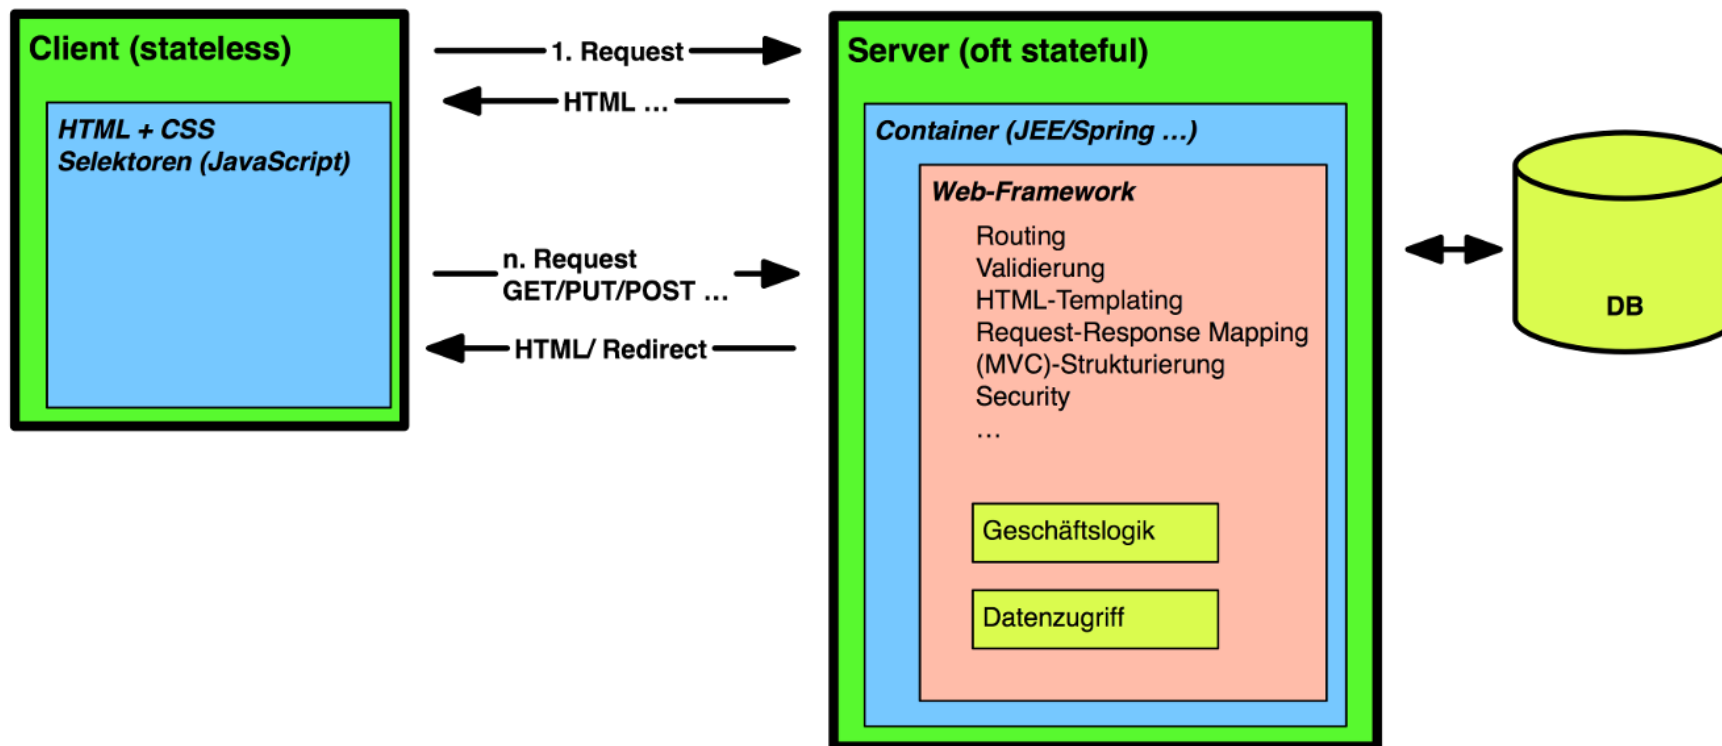 Client (stateless)
HTML + CSS
Selektoren (JavaScript)
1. Request
HTML ...
n. Request
GET/PUT/POST ...
HTML/ Redirect
Server (oft stateful)
Container (JEE/Spring ...)
Web-Framework
Routing
Validierung
HTML-Templating
Request-Response Mapping
(MVC)-Strukturierung
Security
...
Geschäftslogik
Datenzugriff
DB